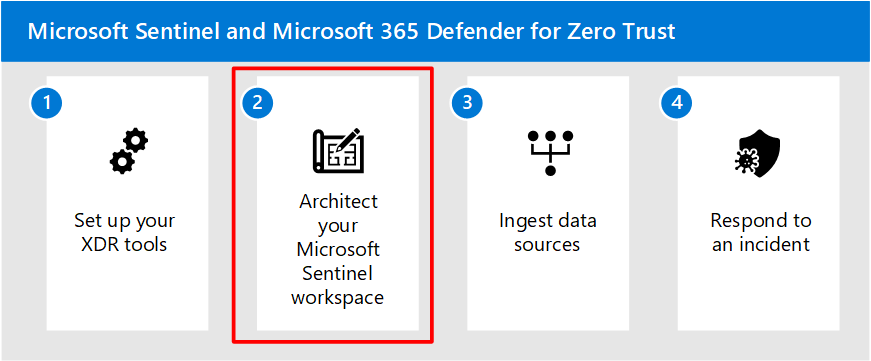 Microsoft Sentinel and Microsoft 365 Defender for Zero Trust
1
Set up your
XDR tools
2
Architect
your
Microsoft
Sentinel
workspace
3
Ingest data
sources
4
Respond to
an incident